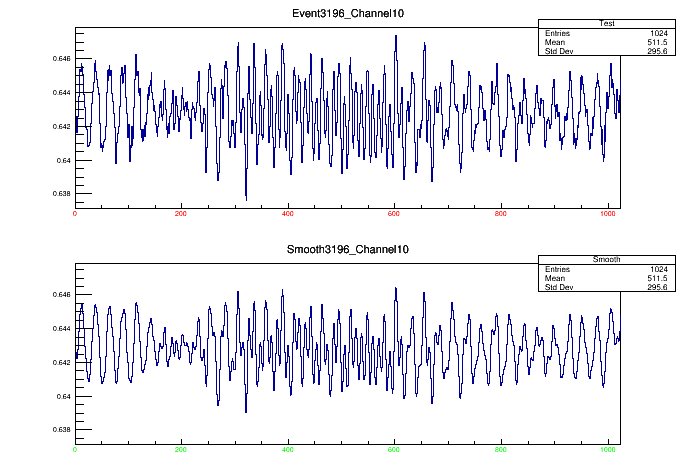 Event3196_Channel10
Test
Entries 1024
Mean 511.5
Std Dev 295.6
0.646
0.644
0.642
0.64
0.638
0 200 400 600 800 1000
Smooth3196_Channel10
Smooth
Entries 1024
Mean 511.5
Std Dev 295.6
0.646
0.644
0.642
0.64
0.638
0 200 400 600 800 1000